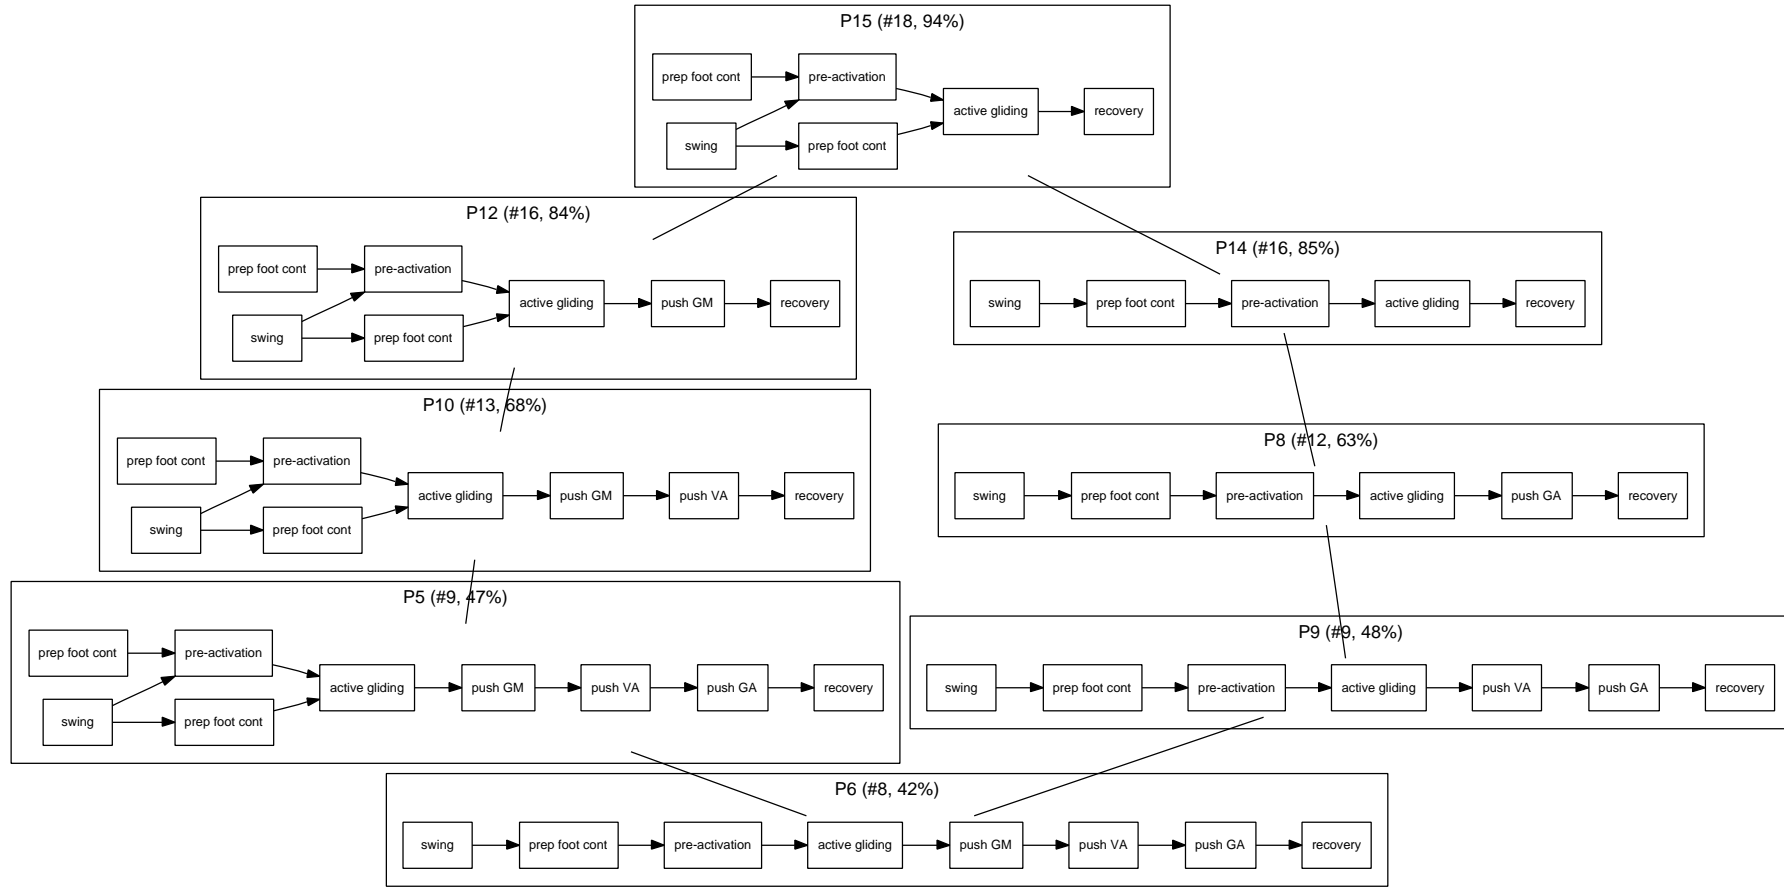 P15 (#18, 94%)
prep foot cont
pre-activation
active gliding
recovery
swing
prep foot cont
P12 (#16, 84%)
prep foot cont
pre-activation
active gliding
push GM
recovery
swing
prep foot cont
P14 (#16, 85%)
swing
prep foot cont
pre-activation
active gliding
recovery
P10 (#13, 68%)
prep foot cont
pre-activation
active gliding
push GM
push VA
recovery
swing
prep foot cont
P8 (#12, 63%)
swing
prep foot cont
pre-activation
active gliding
push GA
recovery
P5 (#9, 47%)
prep foot cont
pre-activation
active gliding
push GM
push VA
push GA
recovery
swing
prep foot cont
P9 (#9, 48%)
swing
prep foot cont
pre-activation
active gliding
push VA
push GA
recovery
P6 (#8, 42%)
swing
prep foot cont
pre-activation
active gliding
push GM
push VA
push GA
recovery